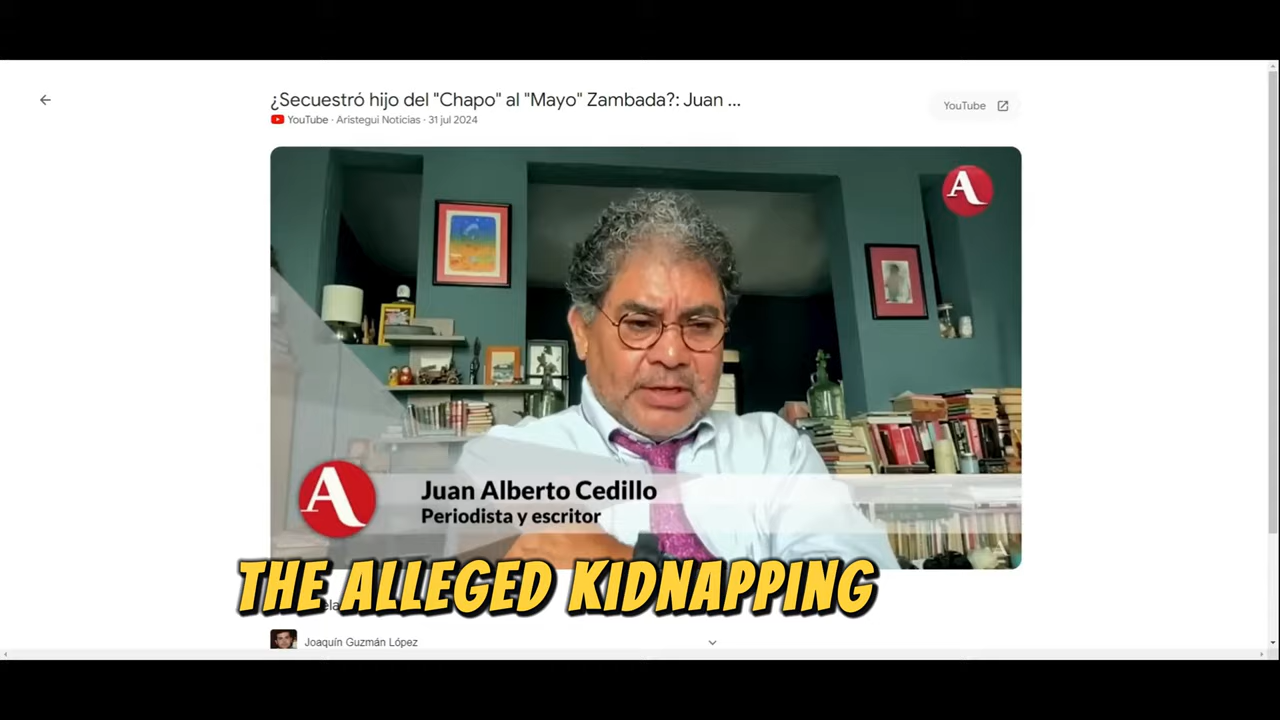 ¿Secuestró hijo del "Chapo" al "Mayo" Zambada?: Juan ...
YouTube
YouTube · Aristegui Noticias · 31 jul 2024
A
A
Juan Alberto Cedillo
Periodista y escritor
THE ALLEGED KIDNAPPING
Joaquín Guzmán López